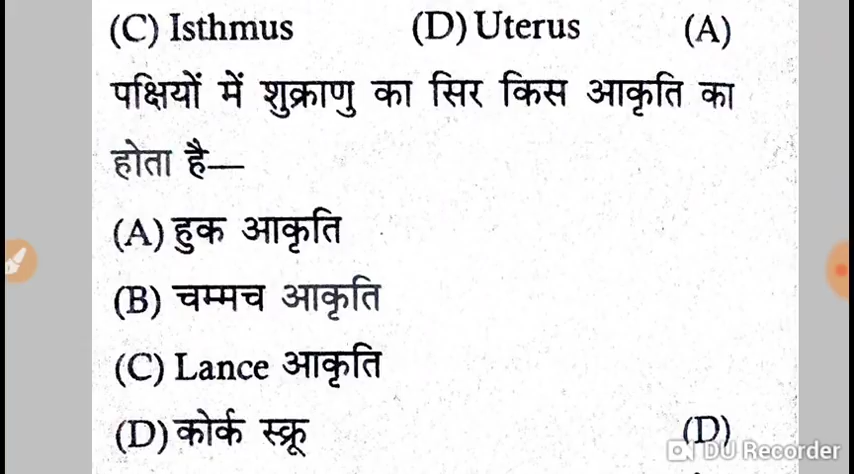 (C) Isthmus (D) Uterus (A)
पक्षियों में शुक्राणु का सिर किस आकृति का
होता है—
(A) हुक आकृति
(B) चम्मच आकृति
(C) Lance आकृति
(D) कोर्क स्क्रू (D)
DU Recorder